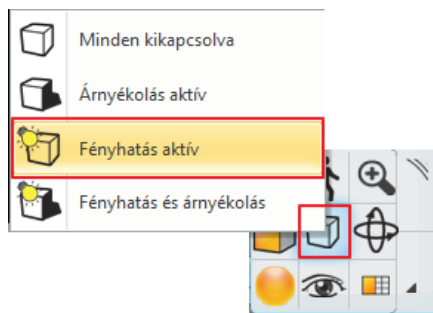 Minden kikapcsolva
Árnyékolás aktív
Fényhatás aktív
Fényhatás és árnyékolás